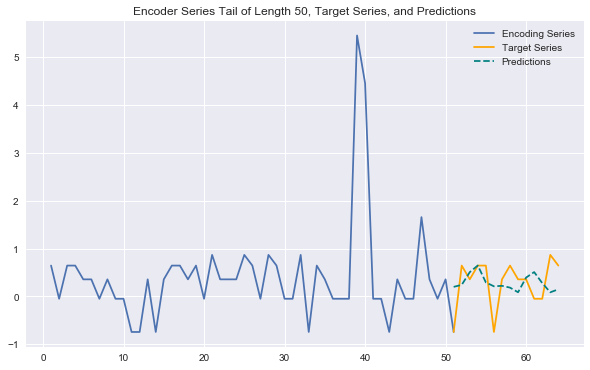 Encoder Series Tail of Length 50, Target Series, and Predictions
Encoding Series
Target Series
Predictions
5
4
3
2
1
0
−1
0 10 20 30 40 50 60